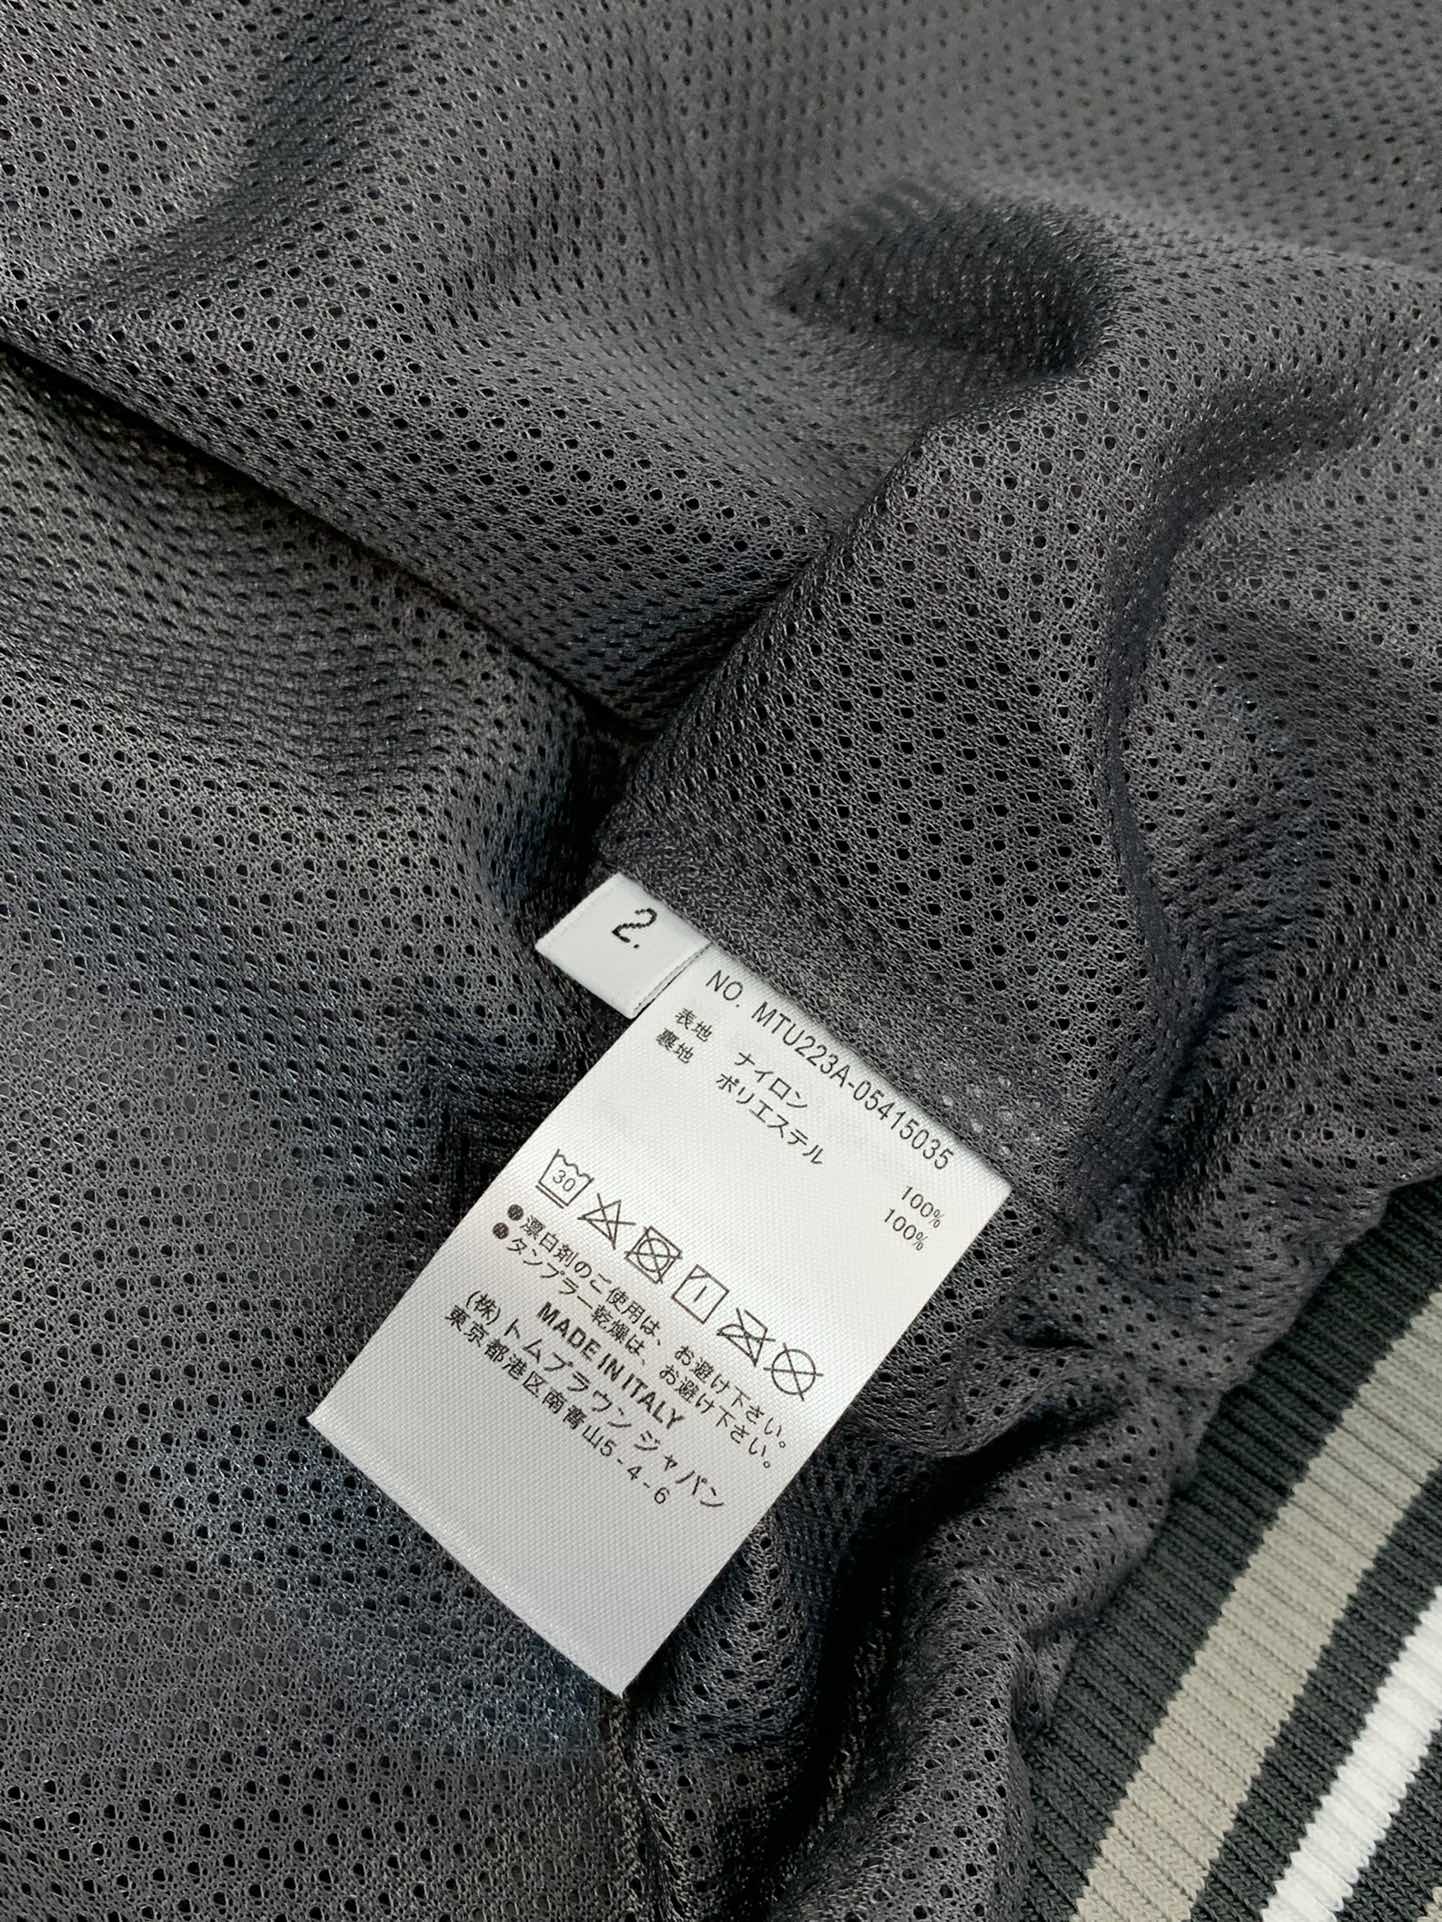 2.
NO. MTU223A-05415035
表地 ナイロン 100%
裏地 ポリエステル 100%
30
漂白剤のご使用は、お避け下さい。
タンブラー乾燥は、お避け下さい。
MADE IN ITALY
(株)トムブラウン ジャパン
東京都港区南青山5-4-6